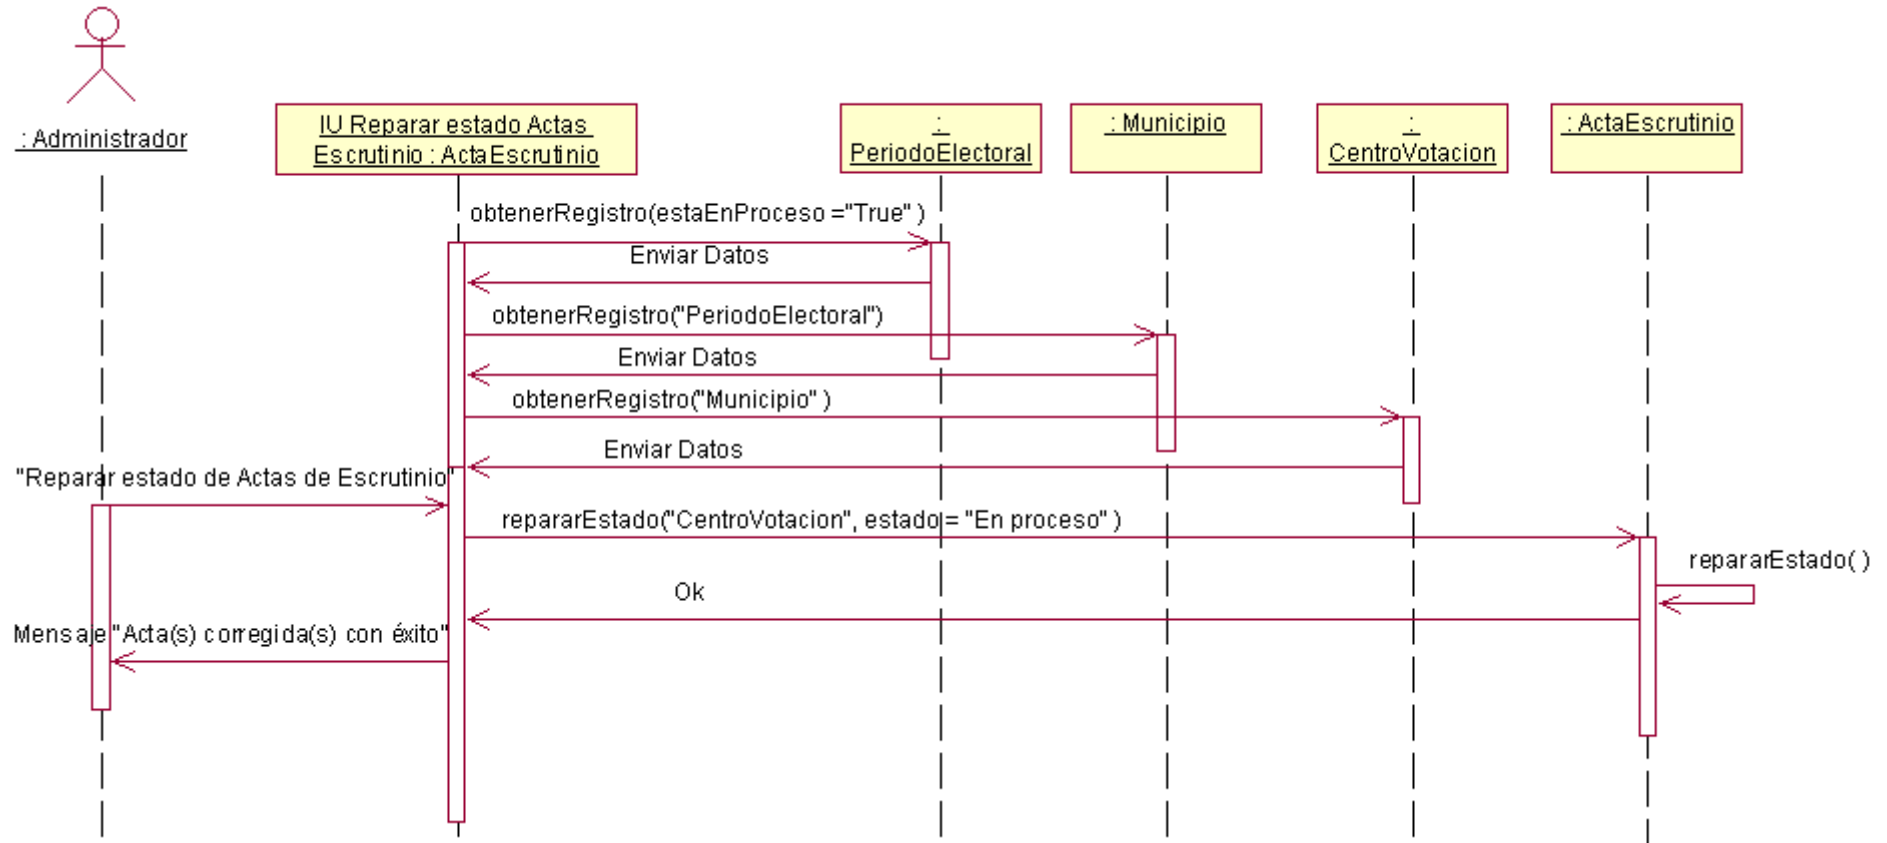 : Administrador
IU Reparar estado Actas
Escrutinio : ActaEscrutinio
:
PeriodoElectoral
: Municipio
:
CentroVotacion
: ActaEscrutinio
obtenerRegistro(estaEnProceso ="True" )
Enviar Datos
obtenerRegistro("PeriodoElectoral")
Enviar Datos
obtenerRegistro("Municipio" )
Enviar Datos
"Reparar estado de Actas de Escrutinio"
repararEstado("CentroVotacion", estado = "En proceso" )
repararEstado( )
Ok
Mensaje "Acta(s) corregida(s) con éxito"